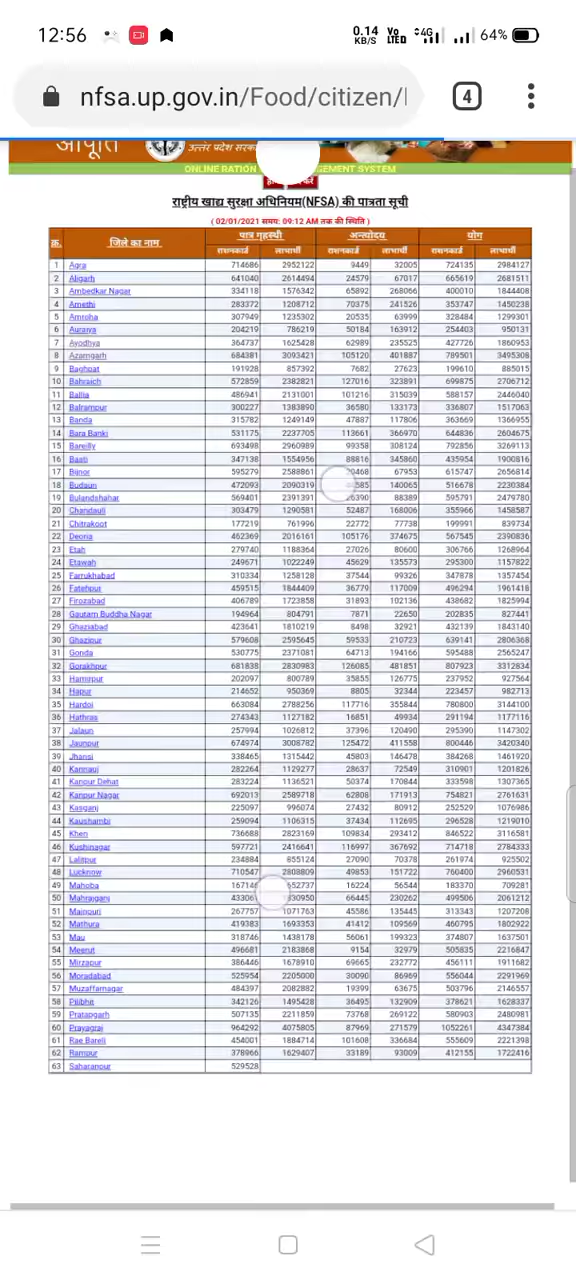 12:56 0.14 KB/S Vo LTED 4G 64%
nfsa.up.gov.in/Food/citizen/ 4
आपूर्ति उत्तर प्रदेश सरकार
ONLINE RATION EMENT SYSTEM
राष्ट्रीय खाद्य सुरक्षा अधिनियम(NFSA) की पात्रता सूची
( 02/01/2021 समय: 09:12 AM तक की स्थिति )
क्र. जिले का नाम पात्र गृहस्थी अन्त्योदय योग
राशनकार्ड लाभार्थी राशनकार्ड लाभार्थी राशनकार्ड लाभार्थी
1 Agra 714686 2952122 9449 32005 724135 2984127
2 Aligarh 641040 2614494 24579 67017 665619 2681511
3 Ambedkar Nagar 334118 1576342 65892 268066 400010 1844408
4 Amethi 283372 1208712 70375 241526 353747 1450238
5 Amroha 307949 1235302 20535 63999 328484 1299301
6 Auraiya 204219 786219 50184 163912 254403 950131
7 Ayodhya 364737 1625428 62989 235525 427726 1860953
8 Azamgarh 684381 3093421 105120 401887 789501 3495308
9 Baghpat 191928 857392 7682 27623 199610 885015
10 Bahraich 572859 2382821 127016 323891 699875 2706712
11 Ballia 486941 2131001 101216 315039 588157 2446040
12 Balrampur 300227 1383890 36580 133173 336807 1517063
13 Banda 315782 1249149 47887 117806 363669 1366955
14 Bara Banki 531175 2237705 113661 366970 644836 2604675
15 Bareilly 693498 2960989 99358 308124 792856 3269113
16 Basti 347138 1554956 88816 345860 435954 1900816
17 Bijnor 595279 2588861 0468 67953 615747 2656814
18 Budaun 472093 2090319 585 140065 516678 2230384
19 Bulandshahar 569401 2391391 26390 88389 595791 2479780
20 Chandauli 303479 1290581 52487 168006 355966 1458587
21 Chitrakoot 177219 761996 22772 77738 199991 839734
22 Deoria 462369 2016161 105176 374675 567545 2390836
23 Etah 279740 1188364 27026 80600 306766 1268964
24 Etawah 249671 1022249 45629 135573 295300 1157822
25 Farrukhabad 310334 1258128 37544 99326 347878 1357454
26 Fatehpur 459515 1844409 36770 117009 496294 1961418
27 Firozabad 406789 1723858 31893 102136 438682 1825994
28 Gautam Buddha Nagar 194964 804791 7871 22650 202835 827441
29 Ghaziabad 423641 1810219 8498 32921 432139 1843140
30 Ghazipur 579608 2595645 59533 210723 639141 2806368
31 Gonda 530775 2371081 64713 194166 595488 2565247
32 Gorakhpur 681838 2830983 126085 481851 807923 3312834
33 Hamirpur 202097 800789 35855 126775 237952 927564
34 Hapur 214652 950369 8805 32344 223457 982713
35 Hardoi 663084 2788256 117716 355844 780800 3144100
36 Hathras 274343 1127182 16851 49934 291194 1177116
37 Jalaun 257994 1026812 37396 120490 295390 1147302
38 Jaunpur 674974 3008782 125472 411558 800446 3420340
39 Jhansi 338465 1315442 45803 146478 384268 1461920
40 Kannauj 282264 1129277 28637 72549 310901 1201826
41 Kanpur Dehat 283224 1136521 50374 170844 333598 1307365
42 Kanpur Nagar 692013 2589718 62808 171913 754821 2761631
43 Kasganj 225097 996074 27432 80912 252529 1076986
44 Kaushambi 259094 1106315 37434 112695 296528 1219010
45 Kheri 736688 2823169 109834 293412 846522 3116581
46 Kushinagar 597721 2416641 116997 367692 714718 2784333
47 Lalitpur 234884 855124 27090 70378 261974 925502
48 Lucknow 710547 2808809 49853 151722 760400 2960531
49 Mahoba 167146 652737 16224 56544 183370 709281
50 Mahrajganj 43306 830950 66445 230262 499506 2061212
51 Mainpuri 267757 1071763 45586 135445 313343 1207208
52 Mathura 419383 1693353 41412 109569 460795 1802922
53 Mau 318746 1438178 56061 199323 374807 1637501
54 Meerut 496681 2183868 9154 32979 505835 2216847
55 Mirzapur 386446 1678910 69665 232772 456111 1911682
56 Moradabad 525954 2205000 30090 86969 556044 2291969
57 Muzaffarnagar 484397 2082882 19399 63675 503796 2146557
58 Pilibhit 342126 1495428 36495 132909 378621 1628337
59 Pratapgarh 507135 2211859 73768 269122 580903 2480981
60 Prayagraj 964292 4075805 87969 271579 1052261 4347384
61 Rae Bareli 454001 1884714 101608 336684 555609 2221398
62 Rampur 378966 1629407 33189 93009 412155 1722416
63 Saharanpur 529528